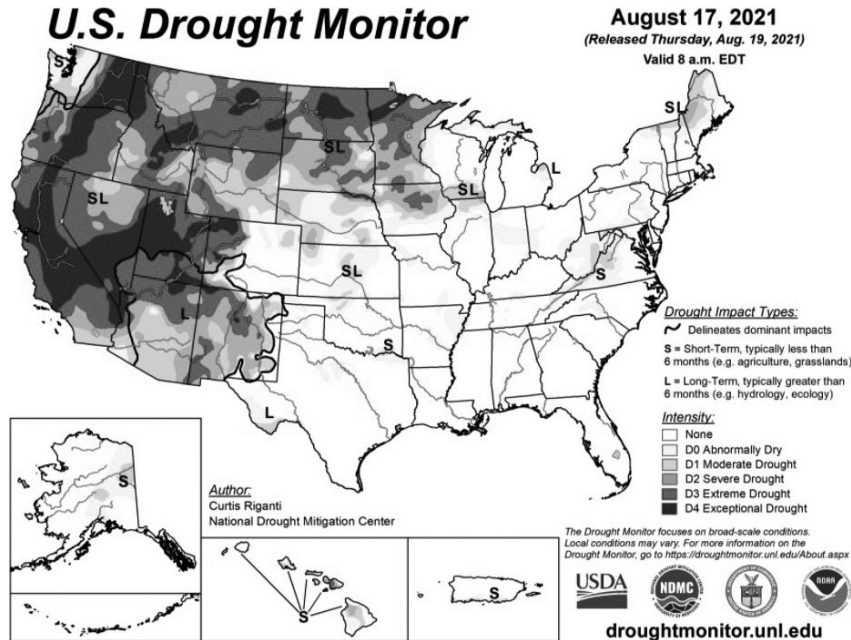 U.S. Drought Monitor
August 17, 2021
(Released Thursday, Aug. 19, 2021)
Valid 8 a.m. EDT
S
SL
SL
L
SL
SL
SL
S
L
S
L
S
S
S
Drought Impact Types:
Delineates dominant impacts
S = Short-Term, typically less than
6 months (e.g. agriculture, grasslands)
L = Long-Term, typically greater than
6 months (e.g. hydrology, ecology)
Intensity:
None
D0 Abnormally Dry
D1 Moderate Drought
D2 Severe Drought
D3 Extreme Drought
D4 Exceptional Drought
Author:
Curtis Riganti
National Drought Mitigation Center
The Drought Monitor focuses on broad-scale conditions.
Local conditions may vary. For more information on the
Drought Monitor, go to https://droughtmonitor.unl.edu/About.aspx
USDA
NDMC
NOAA
droughtmonitor.unl.edu